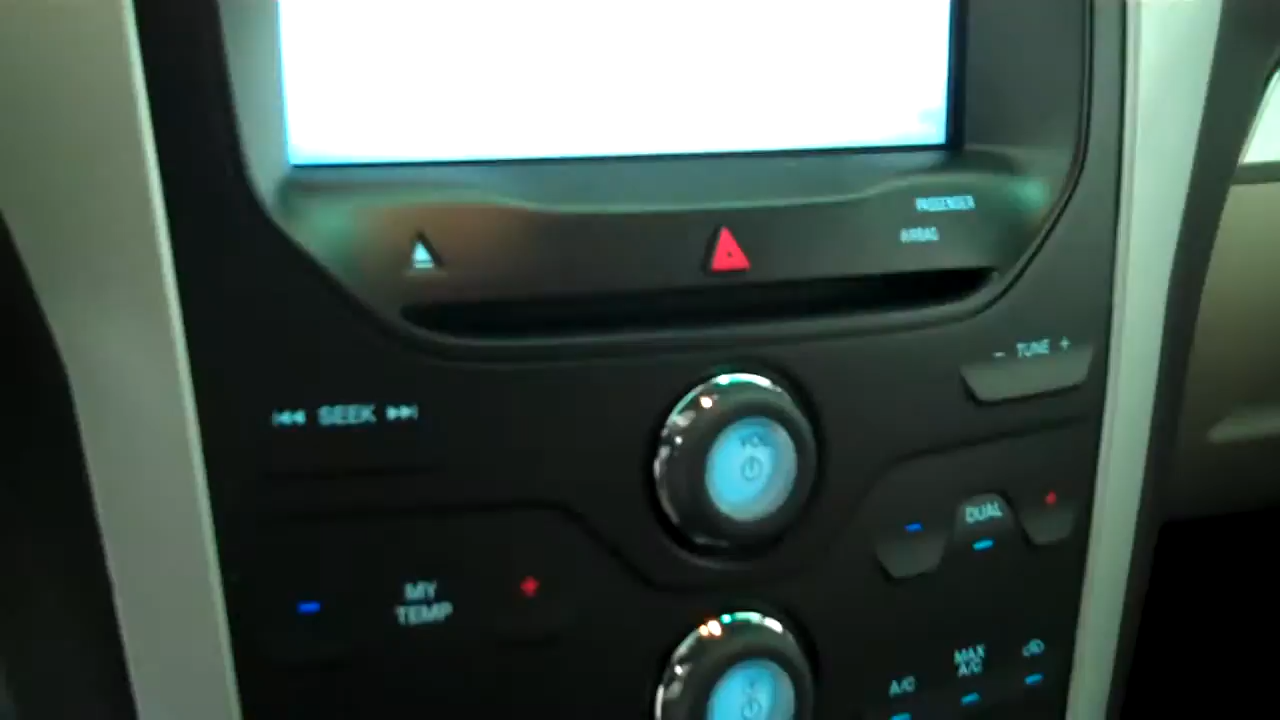 PASSENGER
AIRBAG
- TUNE +
SEEK
VOL
DUAL
MY
TEMP
MAX
A/C
A/C